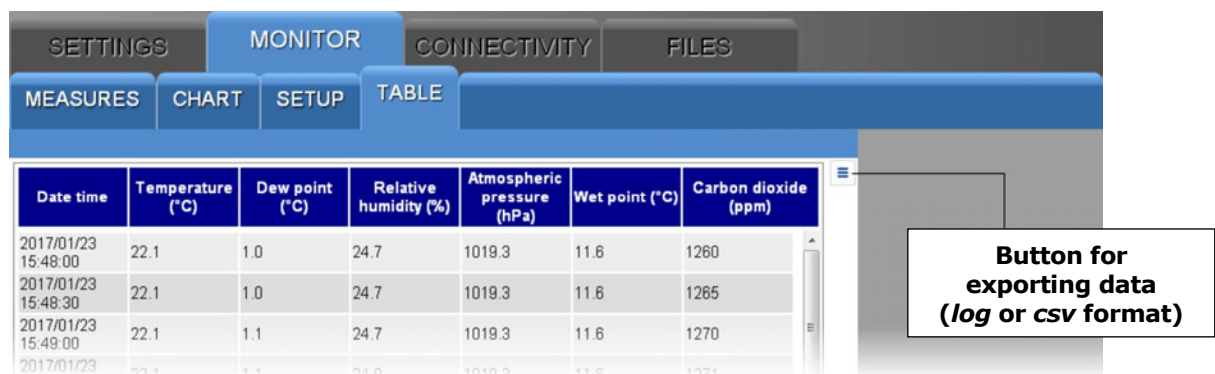 SETTINGS MONITOR CONNECTIVITY FILES
MEASURES CHART SETUP TABLE
Date time Temperature (°C) Dew point (°C) Relative humidity (%) Atmospheric pressure (hPa) Wet point (°C) Carbon dioxide (ppm)
2017/01/23 15:48:00 22.1 1.0 24.7 1019.3 11.6 1260
2017/01/23 15:48:30 22.1 1.0 24.7 1019.3 11.6 1265
2017/01/23 15:49:00 22.1 1.1 24.7 1019.3 11.6 1270
2017/01/23
Button for
exporting data
(log or csv format)